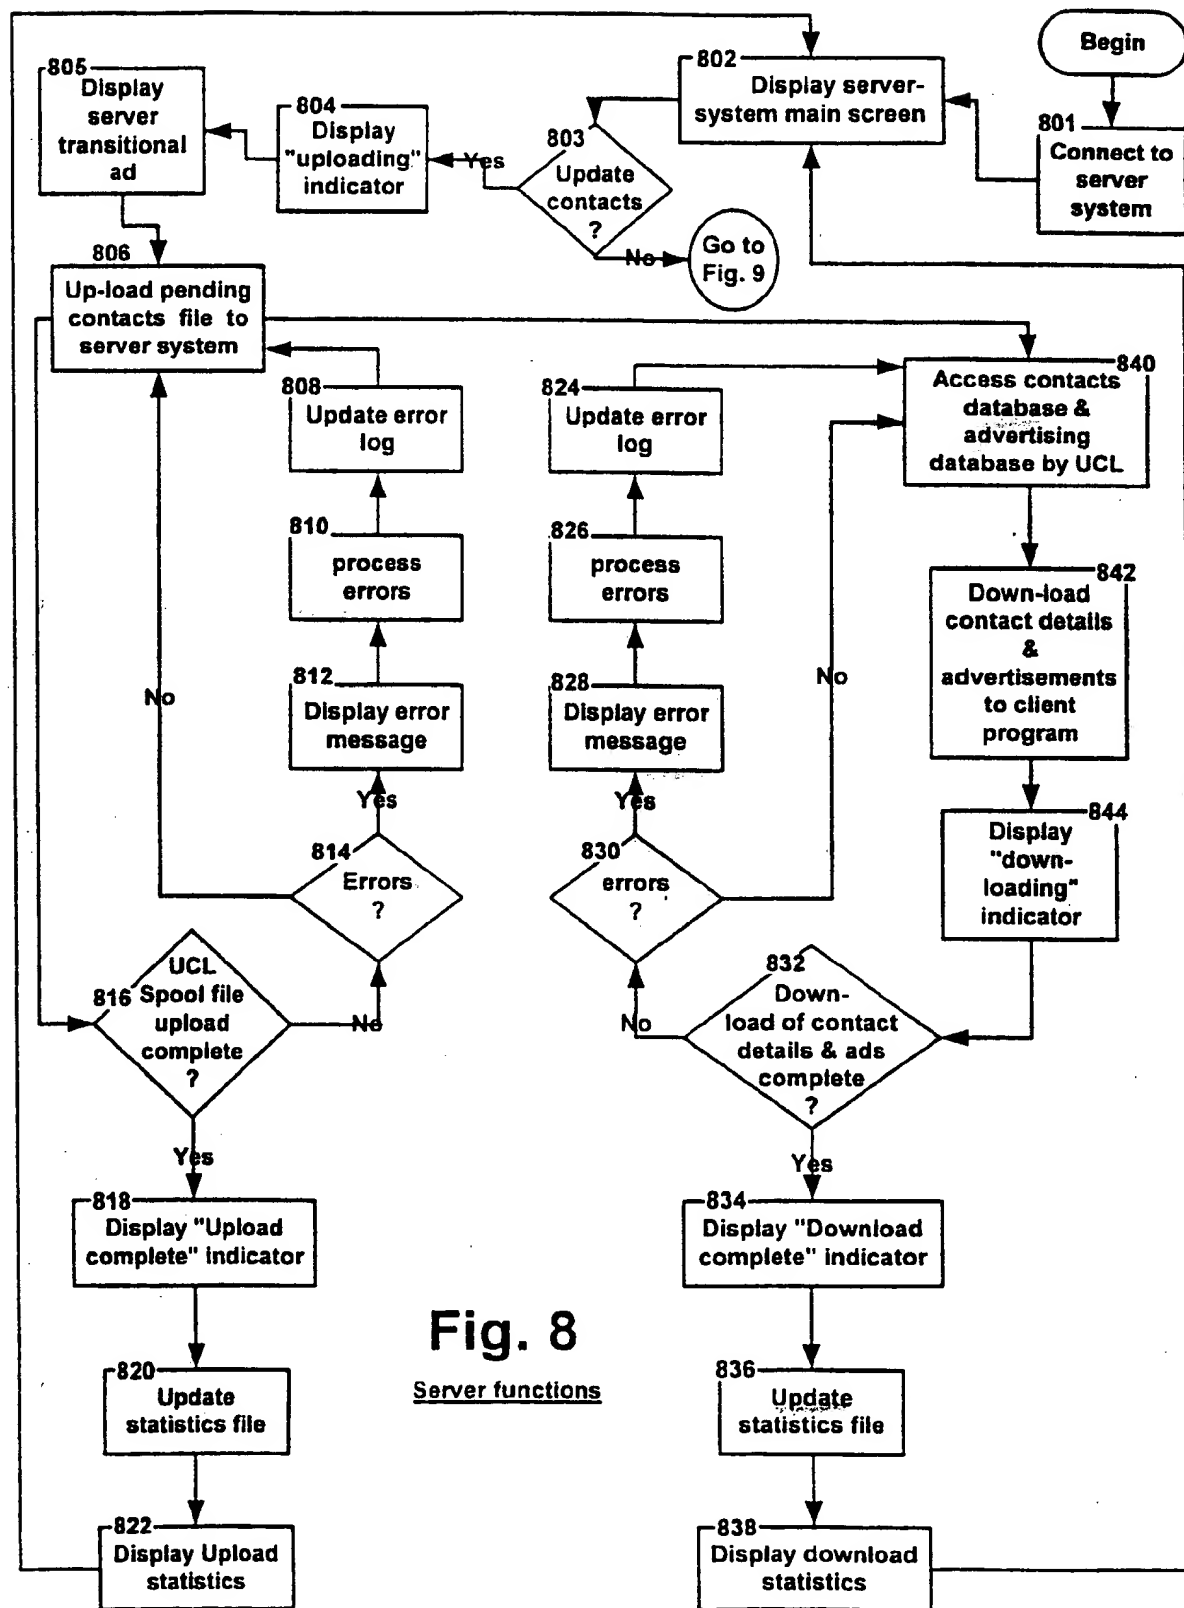 Begin
801
Connect to
server
system
802
Display server-
system main screen
803
Update
contacts
?
Yes
No
Go to
Fig. 9
804
Display
"uploading"
indicator
805
Display
server
transitional
ad
806
Up-load pending
contacts file to
server system
808
Update error
log
810
process
errors
812
Display error
message
Yes
814
Errors
?
No
816
UCL
Spool file
upload
complete
?
No
Yes
818
Display "Upload
complete" indicator
820
Update
statistics file
822
Display Upload
statistics
824
Update error
log
826
process
errors
828
Display error
message
Yes
830
errors
?
No
840
Access contacts
database &
advertising
database by UCL
842
Down-load
contact details
&
advertisements
to client
program
844
Display
"down-
loading"
indicator
832
Down-
load of contact
details & ads
complete
?
No
Yes
834
Display "Download
complete" indicator
836
Update
statistics file
838
Display download
statistics
Fig. 8
Server functions